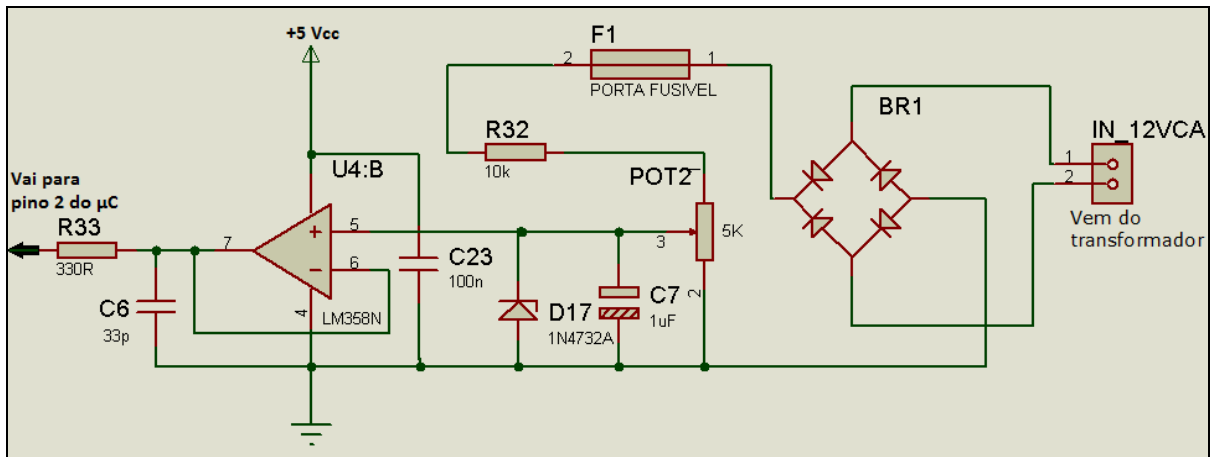 +5 Vcc
F1
2
1
PORTA FUSIVEL
BR1
IN_12VCA
1
2
Vem do
transformador
R32
10k
POT2
1
3
5K
2
U4:B
Vai para
pino 2 do µC
R33
330R
7
+
5
−
6
4
LM358N
C23
100n
C6
33p
D17
1N4732A
C7
1uF